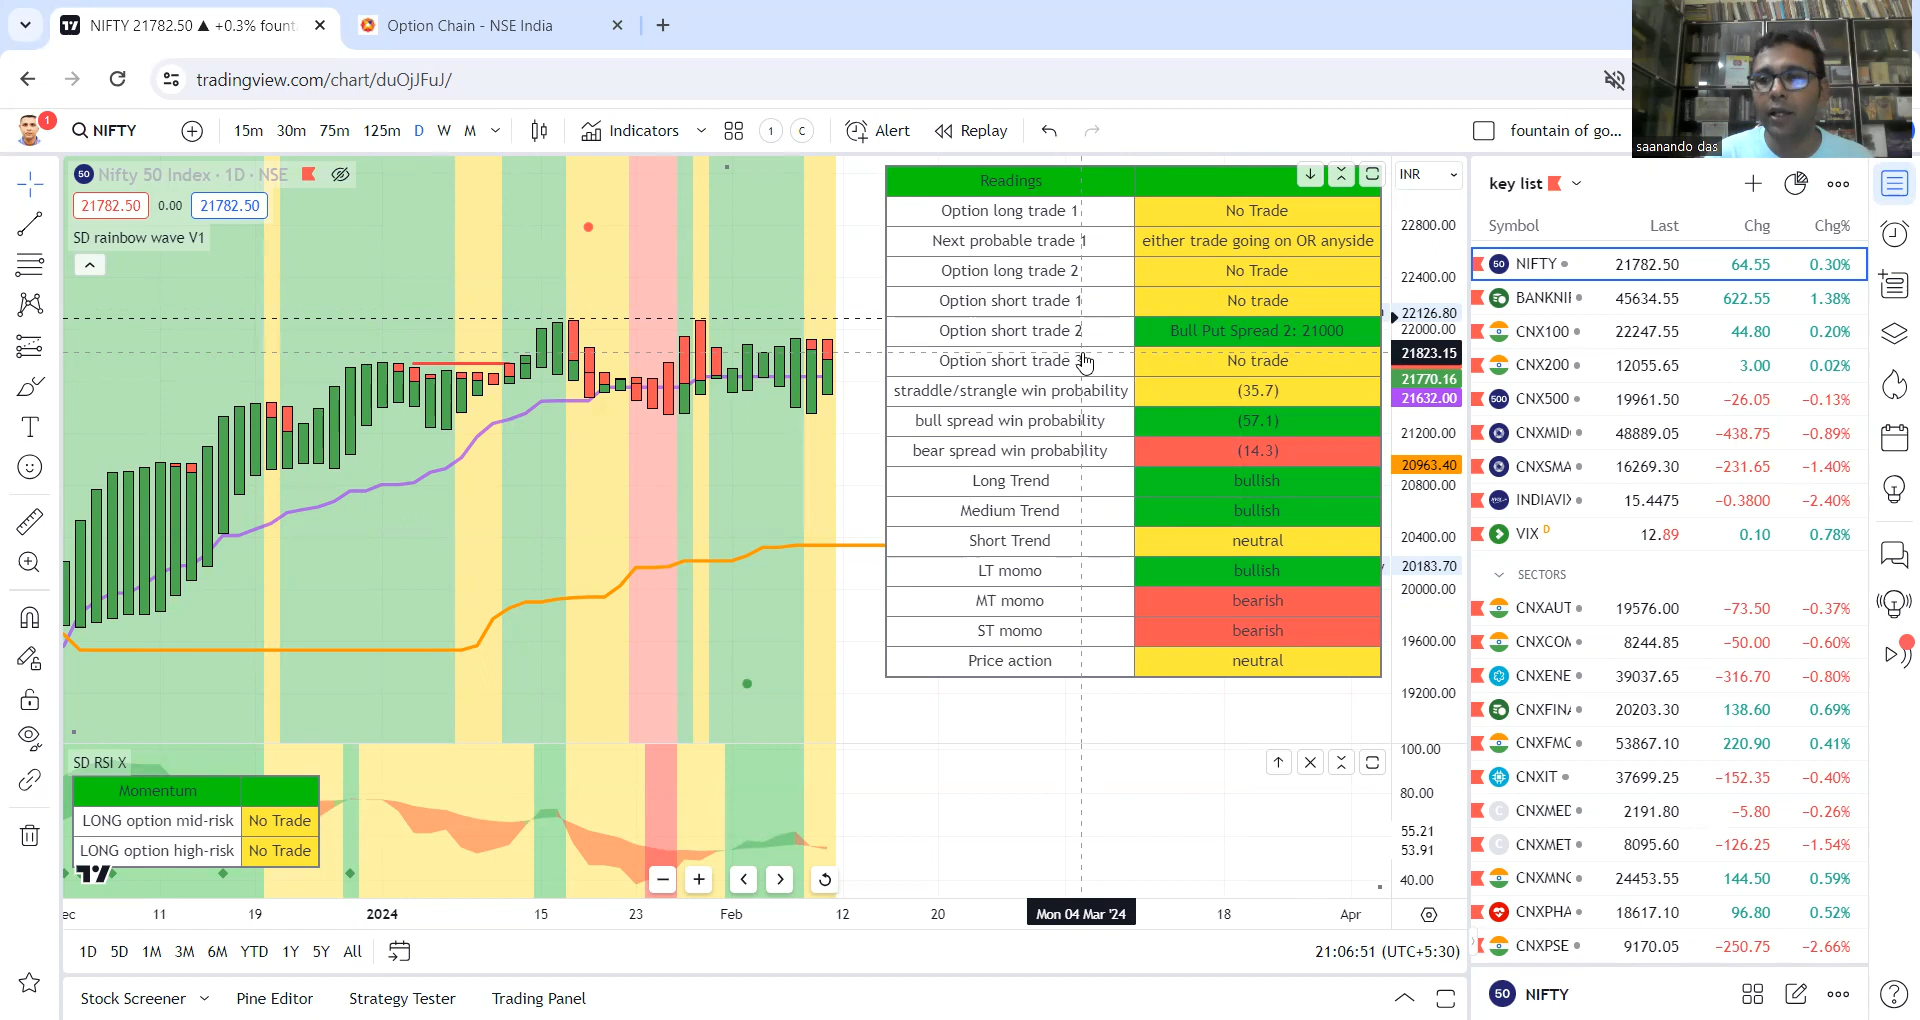 NIFTY 21782.50 ▲ +0.3% fount
Option Chain - NSE India
tradingview.com/chart/duOjJFuJ/
1
NIFTY
15m 30m 75m 125m D W M
Indicators
1 C
Alert
Replay
fountain of go...
saanando das
50 Nifty 50 Index · 1D · NSE
21782.50 0.00 21782.50
SD rainbow wave V1
Readings
Option long trade 1 No Trade
Next probable trade 1 either trade going on OR anyside
Option long trade 2 No Trade
Option short trade 1 No trade
Option short trade 2 Bull Put Spread 2: 21000
Option short trade No trade
straddle/strangle win probability (35.7)
bull spread win probability (57.1)
bear spread win probability (14.3)
Long Trend bullish
Medium Trend bullish
Short Trend neutral
LT momo bullish
MT momo bearish
ST momo bearish
Price action neutral
INR
22800.00
22400.00
22126.80
22000.00
21823.15
21770.16
21632.00
21200.00
20963.40
20800.00
20400.00
20183.70
20000.00
19600.00
19200.00
SD RSI X
Momentum
LONG option mid-risk No Trade
LONG option high-risk No Trade
100.00
80.00
55.21
53.91
40.00
ec 11 19 2024 15 23 Feb 12 20 Mon 04 Mar '24 18 Apr
1D 5D 1M 3M 6M YTD 1Y 5Y All
21:06:51 (UTC+5:30)
Stock Screener Pine Editor Strategy Tester Trading Panel
key list
Symbol Last Chg Chg%
50 NIFTY 21782.50 64.55 0.30%
BANKNIF 45634.55 622.55 1.38%
CNX100 22247.55 44.80 0.20%
CNX200 12055.65 3.00 0.02%
500 CNX500 19961.50 −26.05 −0.13%
CNXMID 48889.05 −438.75 −0.89%
CNXSMA 16269.30 −231.65 −1.40%
INDIAVIX 15.4475 −0.3800 −2.40%
VIX D 12.89 0.10 0.78%
SECTORS
CNXAUT 19576.00 −73.50 −0.37%
CNXCOM 8244.85 −50.00 −0.60%
CNXENE 39037.65 −316.70 −0.80%
CNXFINA 20203.30 138.60 0.69%
CNXFMC 53867.10 220.90 0.41%
CNXIT 37699.25 −152.35 −0.40%
C CNXMED 2191.80 −5.80 −0.26%
C CNXMET 8095.60 −126.25 −1.54%
CNXMNC 24453.55 144.50 0.59%
CNXPHA 18617.10 96.80 0.52%
CNXPSE 9170.05 −250.75 −2.66%
50 NIFTY